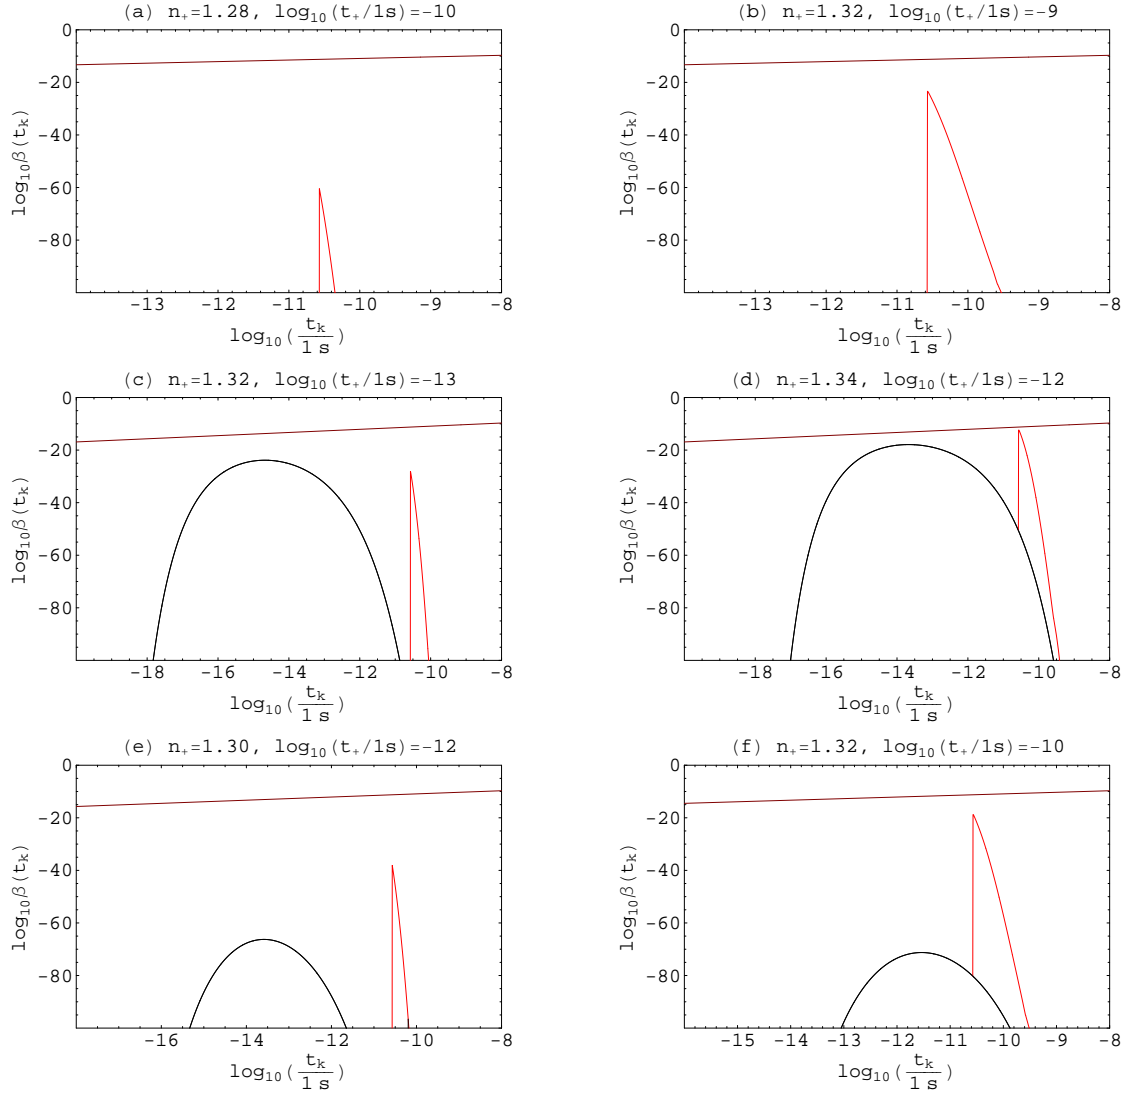 (a) n₊=1.28, log₁₀(t₊/1s)=−10
0
−20
−40
−60
−80
log₁₀β(tₖ)
−13 −12 −11 −10 −9 −8
log₁₀(tₖ/1 s)
(b) n₊=1.32, log₁₀(t₊/1s)=−9
0
−20
−40
−60
−80
log₁₀β(tₖ)
−13 −12 −11 −10 −9 −8
log₁₀(tₖ/1 s)
(c) n₊=1.32, log₁₀(t₊/1s)=−13
0
−20
−40
−60
−80
log₁₀β(tₖ)
−18 −16 −14 −12 −10 −8
log₁₀(tₖ/1 s)
(d) n₊=1.34, log₁₀(t₊/1s)=−12
0
−20
−40
−60
−80
log₁₀β(tₖ)
−18 −16 −14 −12 −10 −8
log₁₀(tₖ/1 s)
(e) n₊=1.30, log₁₀(t₊/1s)=−12
0
−20
−40
−60
−80
log₁₀β(tₖ)
−16 −14 −12 −10 −8
log₁₀(tₖ/1 s)
(f) n₊=1.32, log₁₀(t₊/1s)=−10
0
−20
−40
−60
−80
log₁₀β(tₖ)
−15 −14 −13 −12 −11 −10 −9 −8
log₁₀(tₖ/1 s)